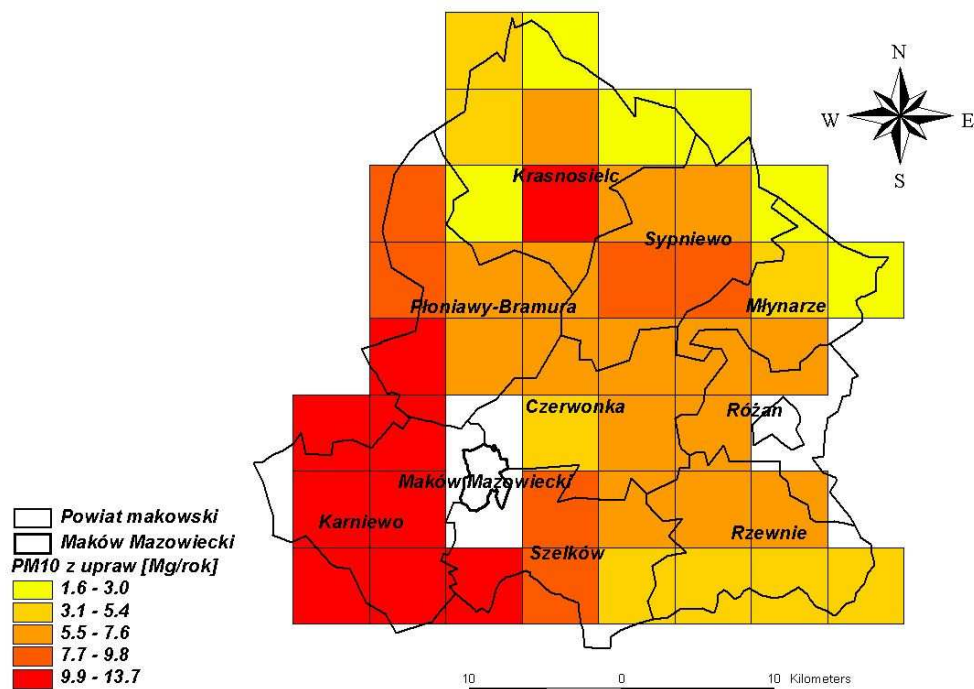 N
W E
S
Krasnosielc
Sypniewo
Płoniawy-Bramura
Młynarze
Czerwonka
Różan
Maków Mazowiecki
Karniewo
Szelków
Rzewnie
Powiat makowski
Maków Mazowiecki
PM10 z upraw [Mg/rok]
1.6 - 3.0
3.1 - 5.4
5.5 - 7.6
7.7 - 9.8
9.9 - 13.7
10 0 10 Kilometers